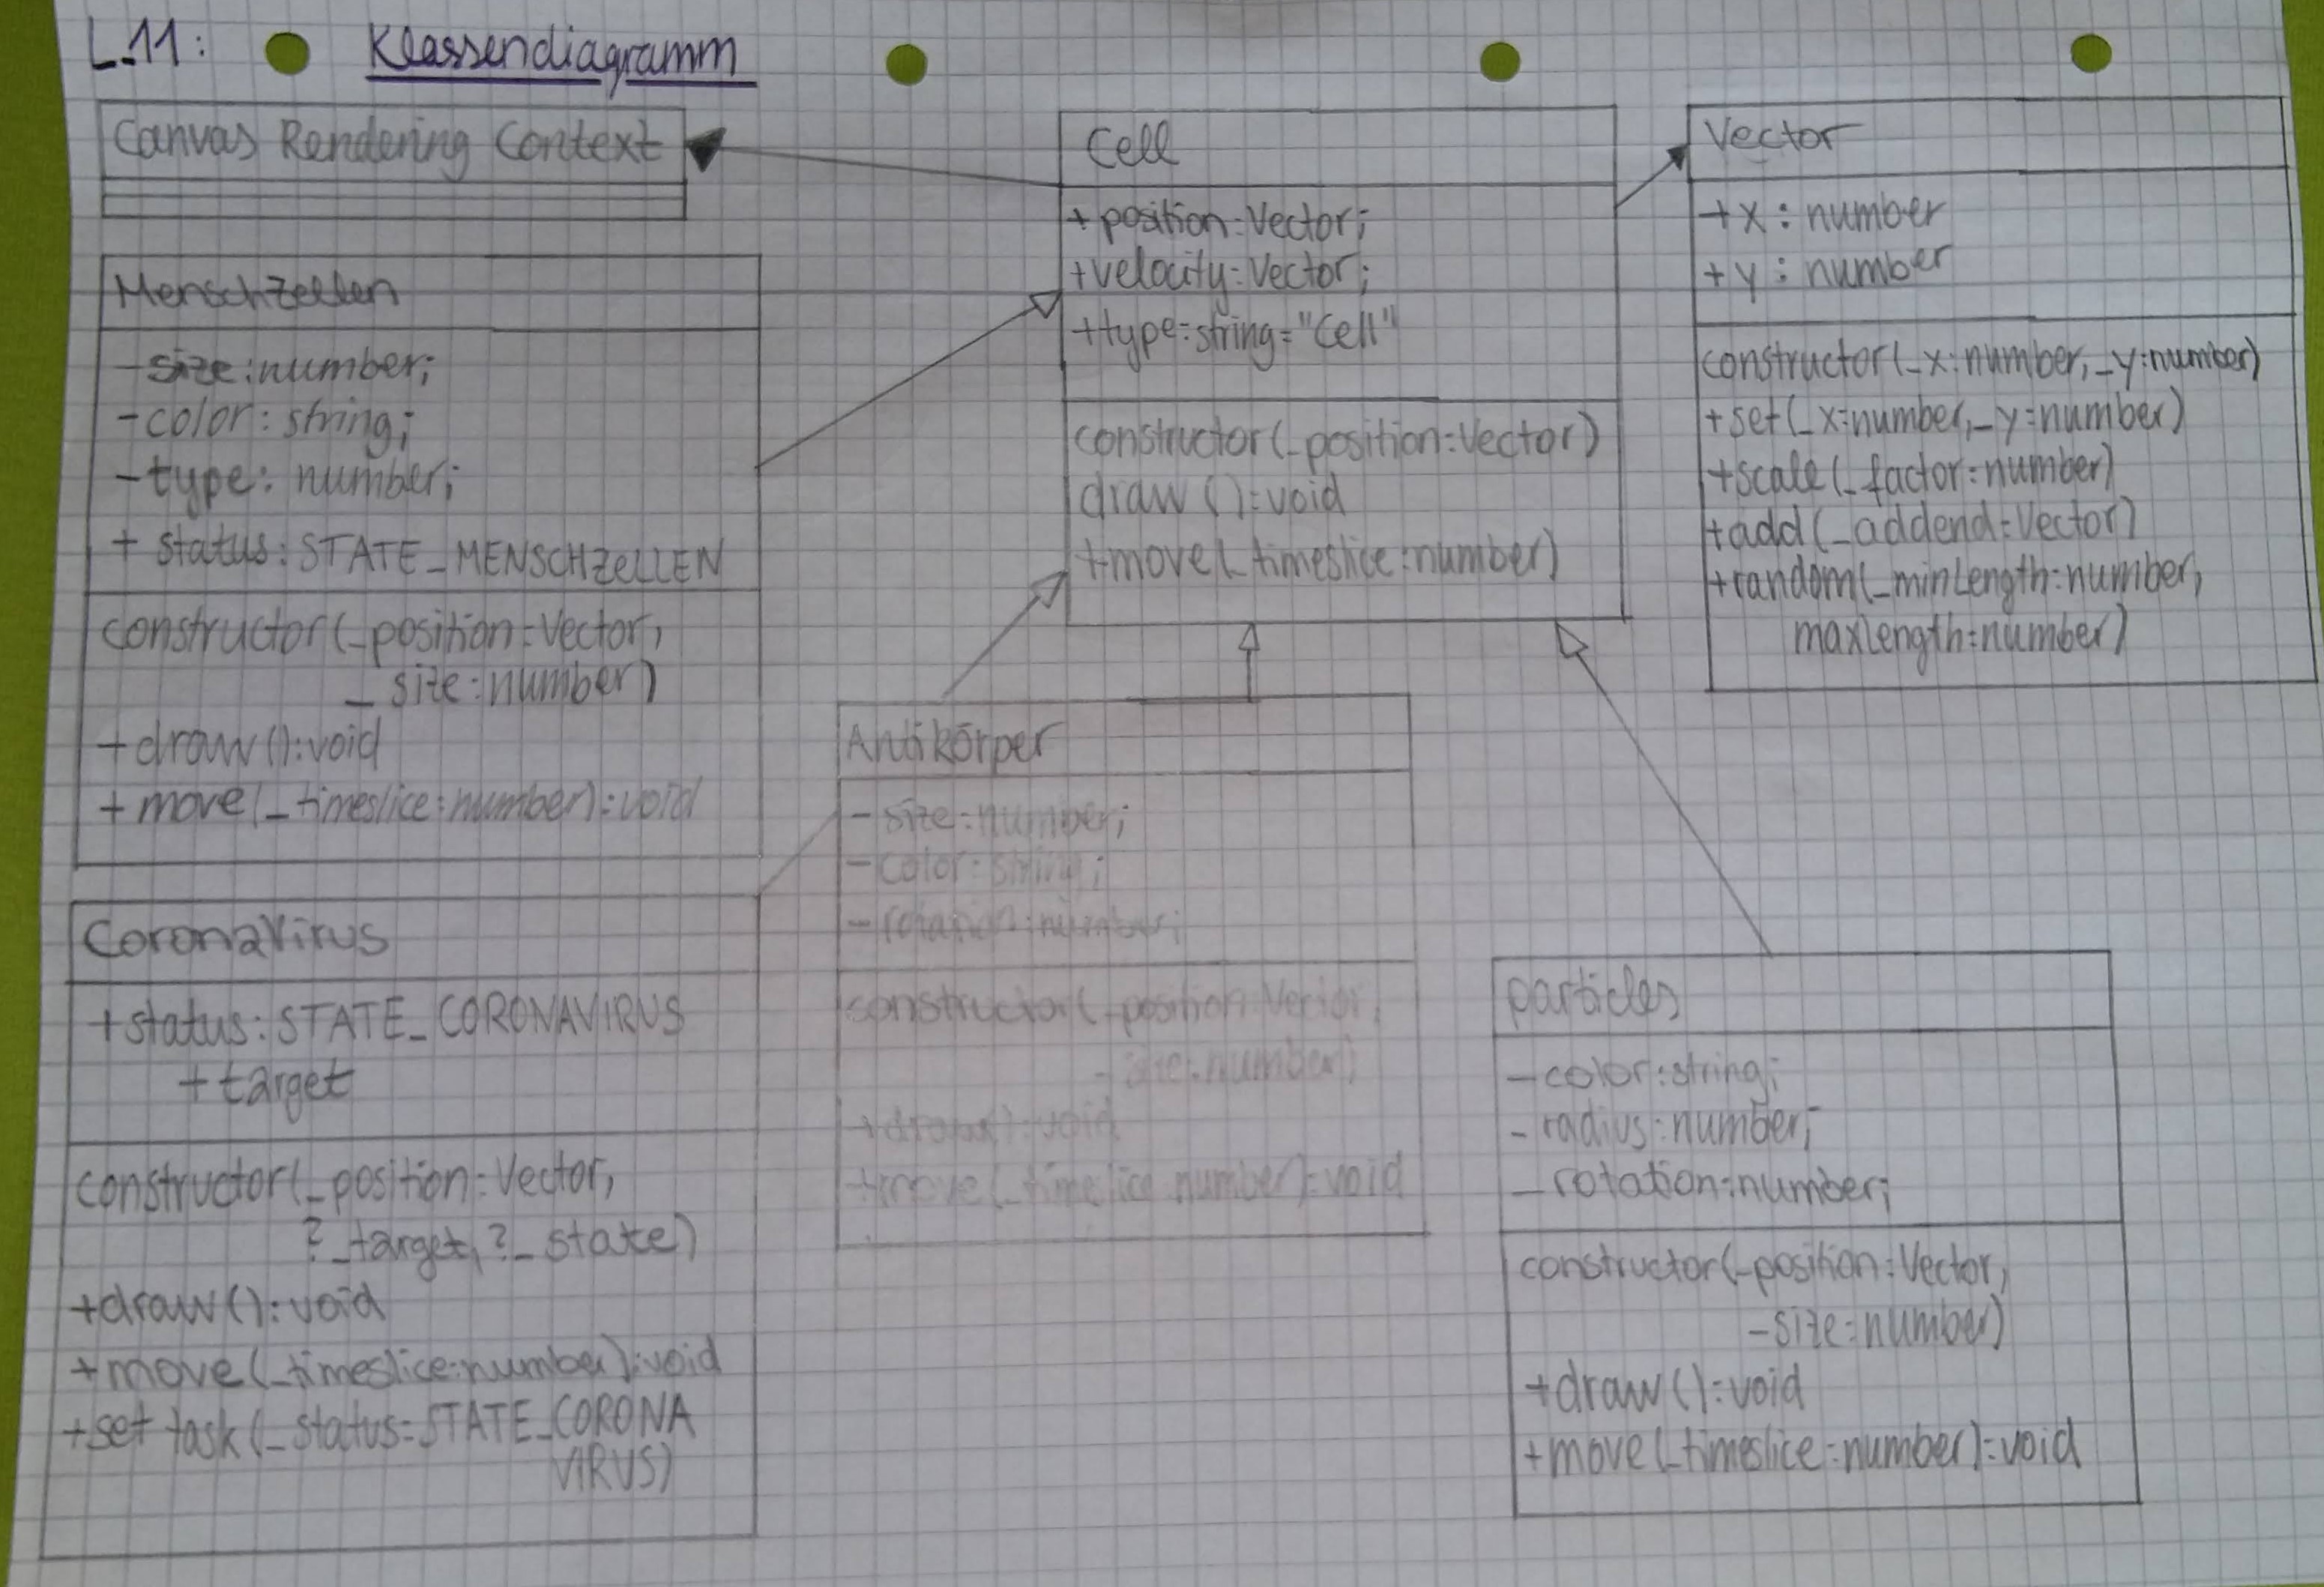 L.11: Klassendiagramm
Canvas Rendering Context
Menschzellen
-size:number;
-color:string;
-type:number;
+ status:STATE_MENSCHZELLEN
constructor(_position:Vector,
_size:number)
+draw():void
+ move(_timeslice:number):void
CoronaVirus
+status:STATE_CORONAVIRUS
+target
constructor(_position:Vector,
?_target,?_state)
+draw():void
+move(_timeslice:number):void
+set task(_status:STATE_CORONA
VIRUS)
Cell
+position:Vector;
+velocity:Vector;
+type:string="Cell"
constructor(_position:Vector)
draw():void
+move(_timeslice:number)
Antikörper
-size:number;
-color:string;
-rotation:number;
constructor(_position:Vector,
_size:number)
+draw():void
+move(_timeslice:number):void
Vector
+x:number
+y:number
constructor(_x:number,_y:number)
+set(_x:number,_y:number)
+scale(_factor:number)
+add(_addend:Vector)
+random(_minLength:number,
maxlength:number)
particles
-color:string;
-radius:number;
-rotation:number;
constructor(_position:Vector,
-size:number)
+draw():void
+move(_timeslice:number):void